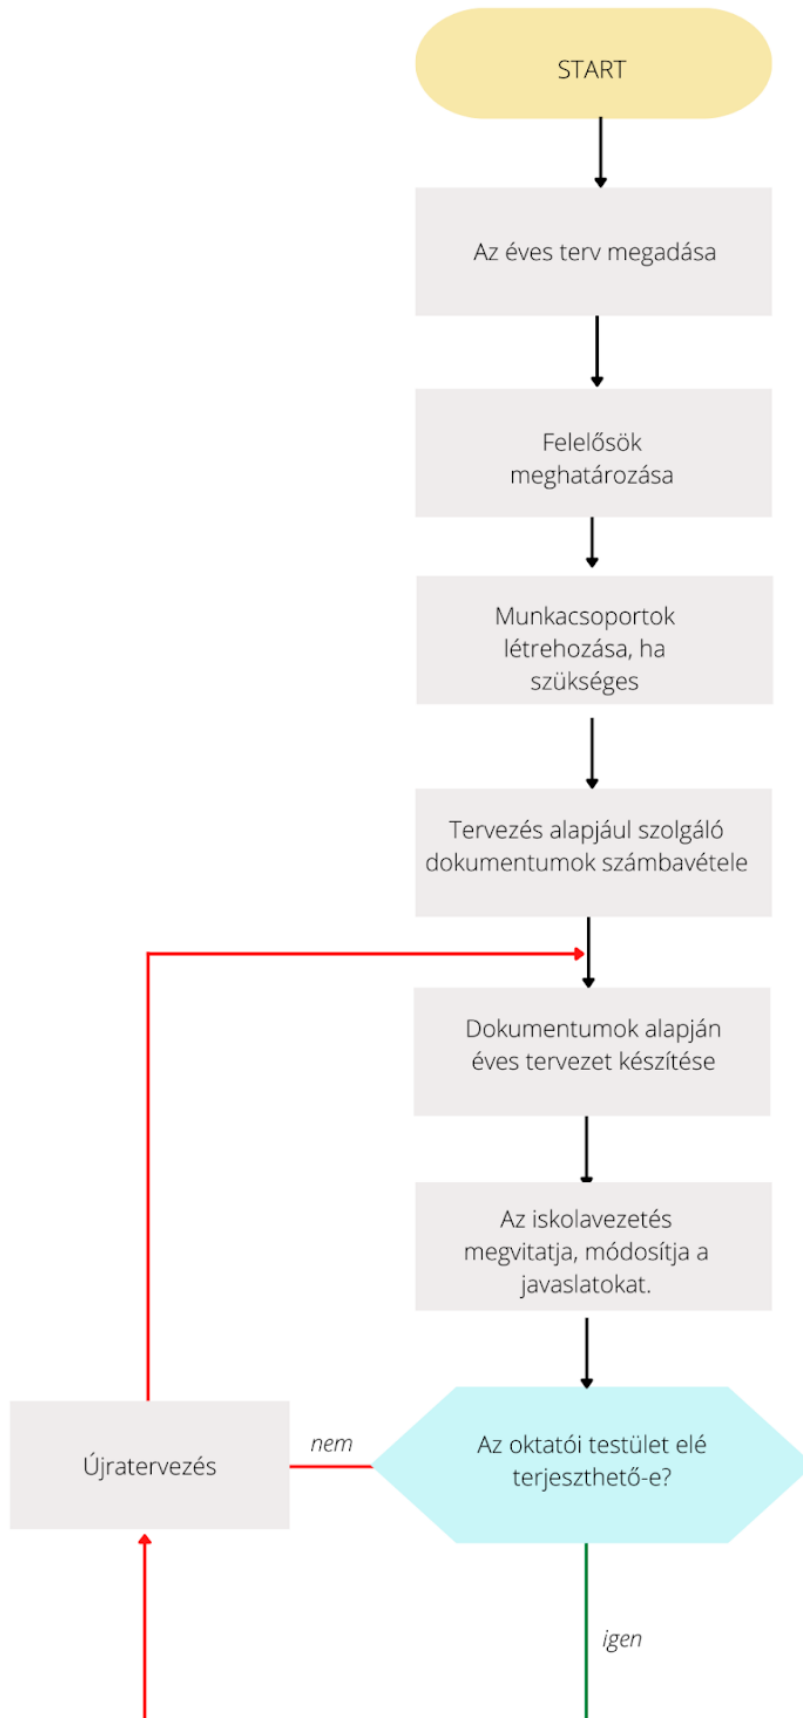 START
Az éves terv megadása
Felelősök
meghatározása
Munkacsoportok
létrehozása, ha
szükséges
Tervezés alapjául szolgáló
dokumentumok számbavétele
Dokumentumok alapján
éves tervezet készítése
Az iskolavezetés
megvitatja, módosítja a
javaslatokat.
Újratervezés
nem
Az oktatói testület elé
terjeszthető-e?
igen